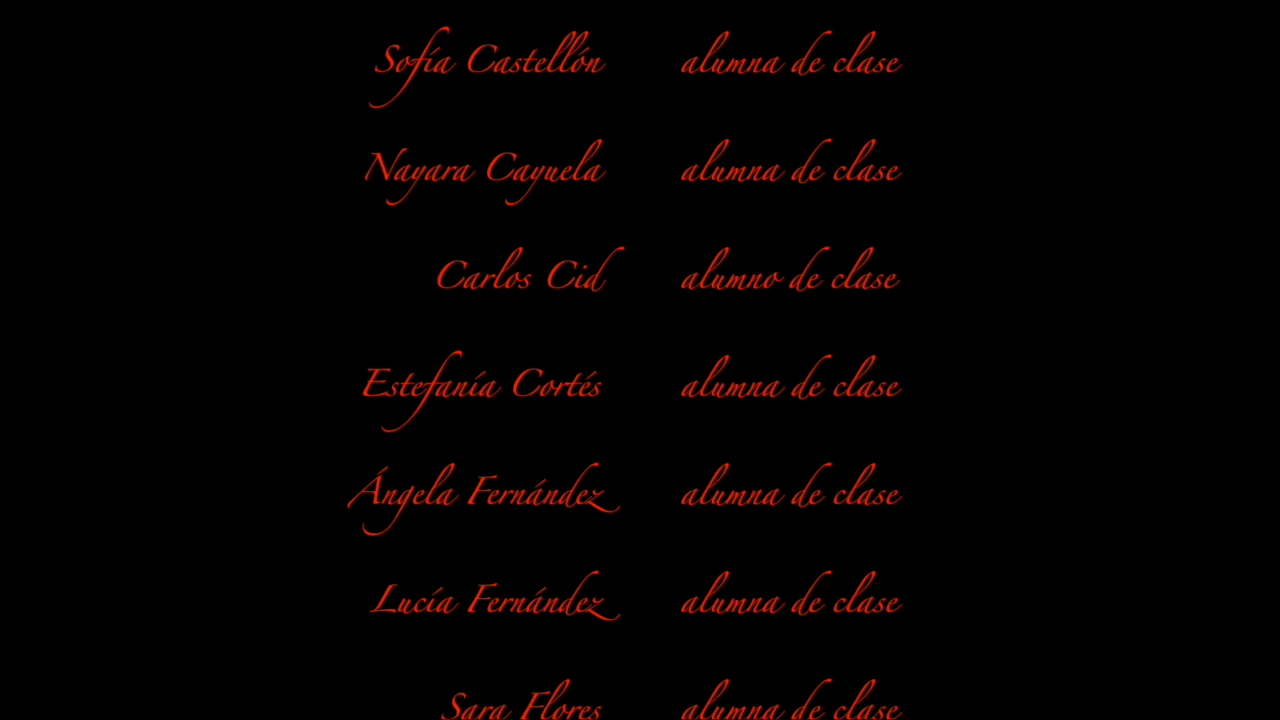 Sofía Castellón alumna de clase
Nayara Cayuela alumna de clase
Carlos Cid alumno de clase
Estefanía Cortés alumna de clase
Ángela Fernández alumna de clase
Lucía Fernández alumna de clase
Sara Flores alumna de clase